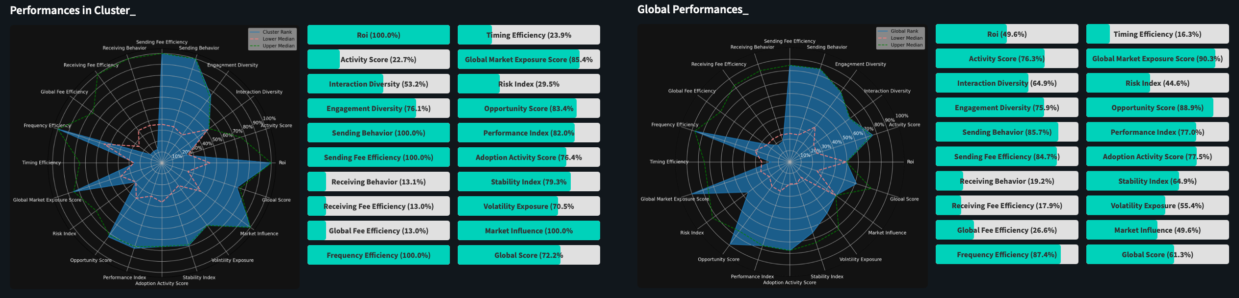 Performances in Cluster_
Cluster Rank
Lower Median
Upper Median
Sending Fee Efficiency
Receiving Behavior
Sending Behavior
Receiving Fee Efficiency
Engagement Diversity
Global Fee Efficiency
Interaction Diversity
Frequency Efficiency
Activity Score
Timing Efficiency
Roi
Global Market Exposure Score
Global Score
Risk Index
Market Influence
Opportunity Score
Volatility Exposure
Performance Index
Stability Index
Adoption Activity Score
10%
20%
30%
40%
50%
60%
70%
80%
90%
100%
Roi (100.0%)
Timing Efficiency (23.9%
Activity Score (22.7%)
Global Market Exposure Score (85.4%
Interaction Diversity (53.2%)
Risk Index (29.5%)
Engagement Diversity (76.1%)
Opportunity Score (83.4%)
Sending Behavior (100.0%)
Performance Index (82.0%)
Sending Fee Efficiency (100.0%)
Adoption Activity Score (76.4%
Receiving Behavior (13.1%)
Stability Index (79.3%
Receiving Fee Efficiency (13.0%)
Volatility Exposure (70.5%
Global Fee Efficiency (13.0%)
Market Influence (100.0%
Frequency Efficiency (100.0%)
Global Score (72.2%
Global Performances_
Global Rank
Lower Median
Upper Median
Sending Fee Efficiency
Receiving Behavior
Sending Behavior
Receiving Fee Efficiency
Engagement Diversity
Global Fee Efficiency
Interaction Diversity
Frequency Efficiency
Activity Score
Timing Efficiency
Roi
Global Market Exposure Score
Global Score
Risk Index
Market Influence
Opportunity Score
Volatility Exposure
Performance Index
Stability Index
Adoption Activity Score
10%
20%
30%
40%
50%
60%
70%
80%
90%
100%
Roi (49.6%)
Timing Efficiency (16.3%)
Activity Score (76.3%)
Global Market Exposure Score (90.3%)
Interaction Diversity (64.9%)
Risk Index (44.6%)
Engagement Diversity (75.9%)
Opportunity Score (88.9%)
Sending Behavior (85.7%)
Performance Index (77.0%)
Sending Fee Efficiency (84.7%)
Adoption Activity Score (77.5%)
Receiving Behavior (19.2%)
Stability Index (64.9%)
Receiving Fee Efficiency (17.9%)
Volatility Exposure (55.4%)
Global Fee Efficiency (26.6%)
Market Influence (49.6%)
Frequency Efficiency (87.4%)
Global Score (61.3%)